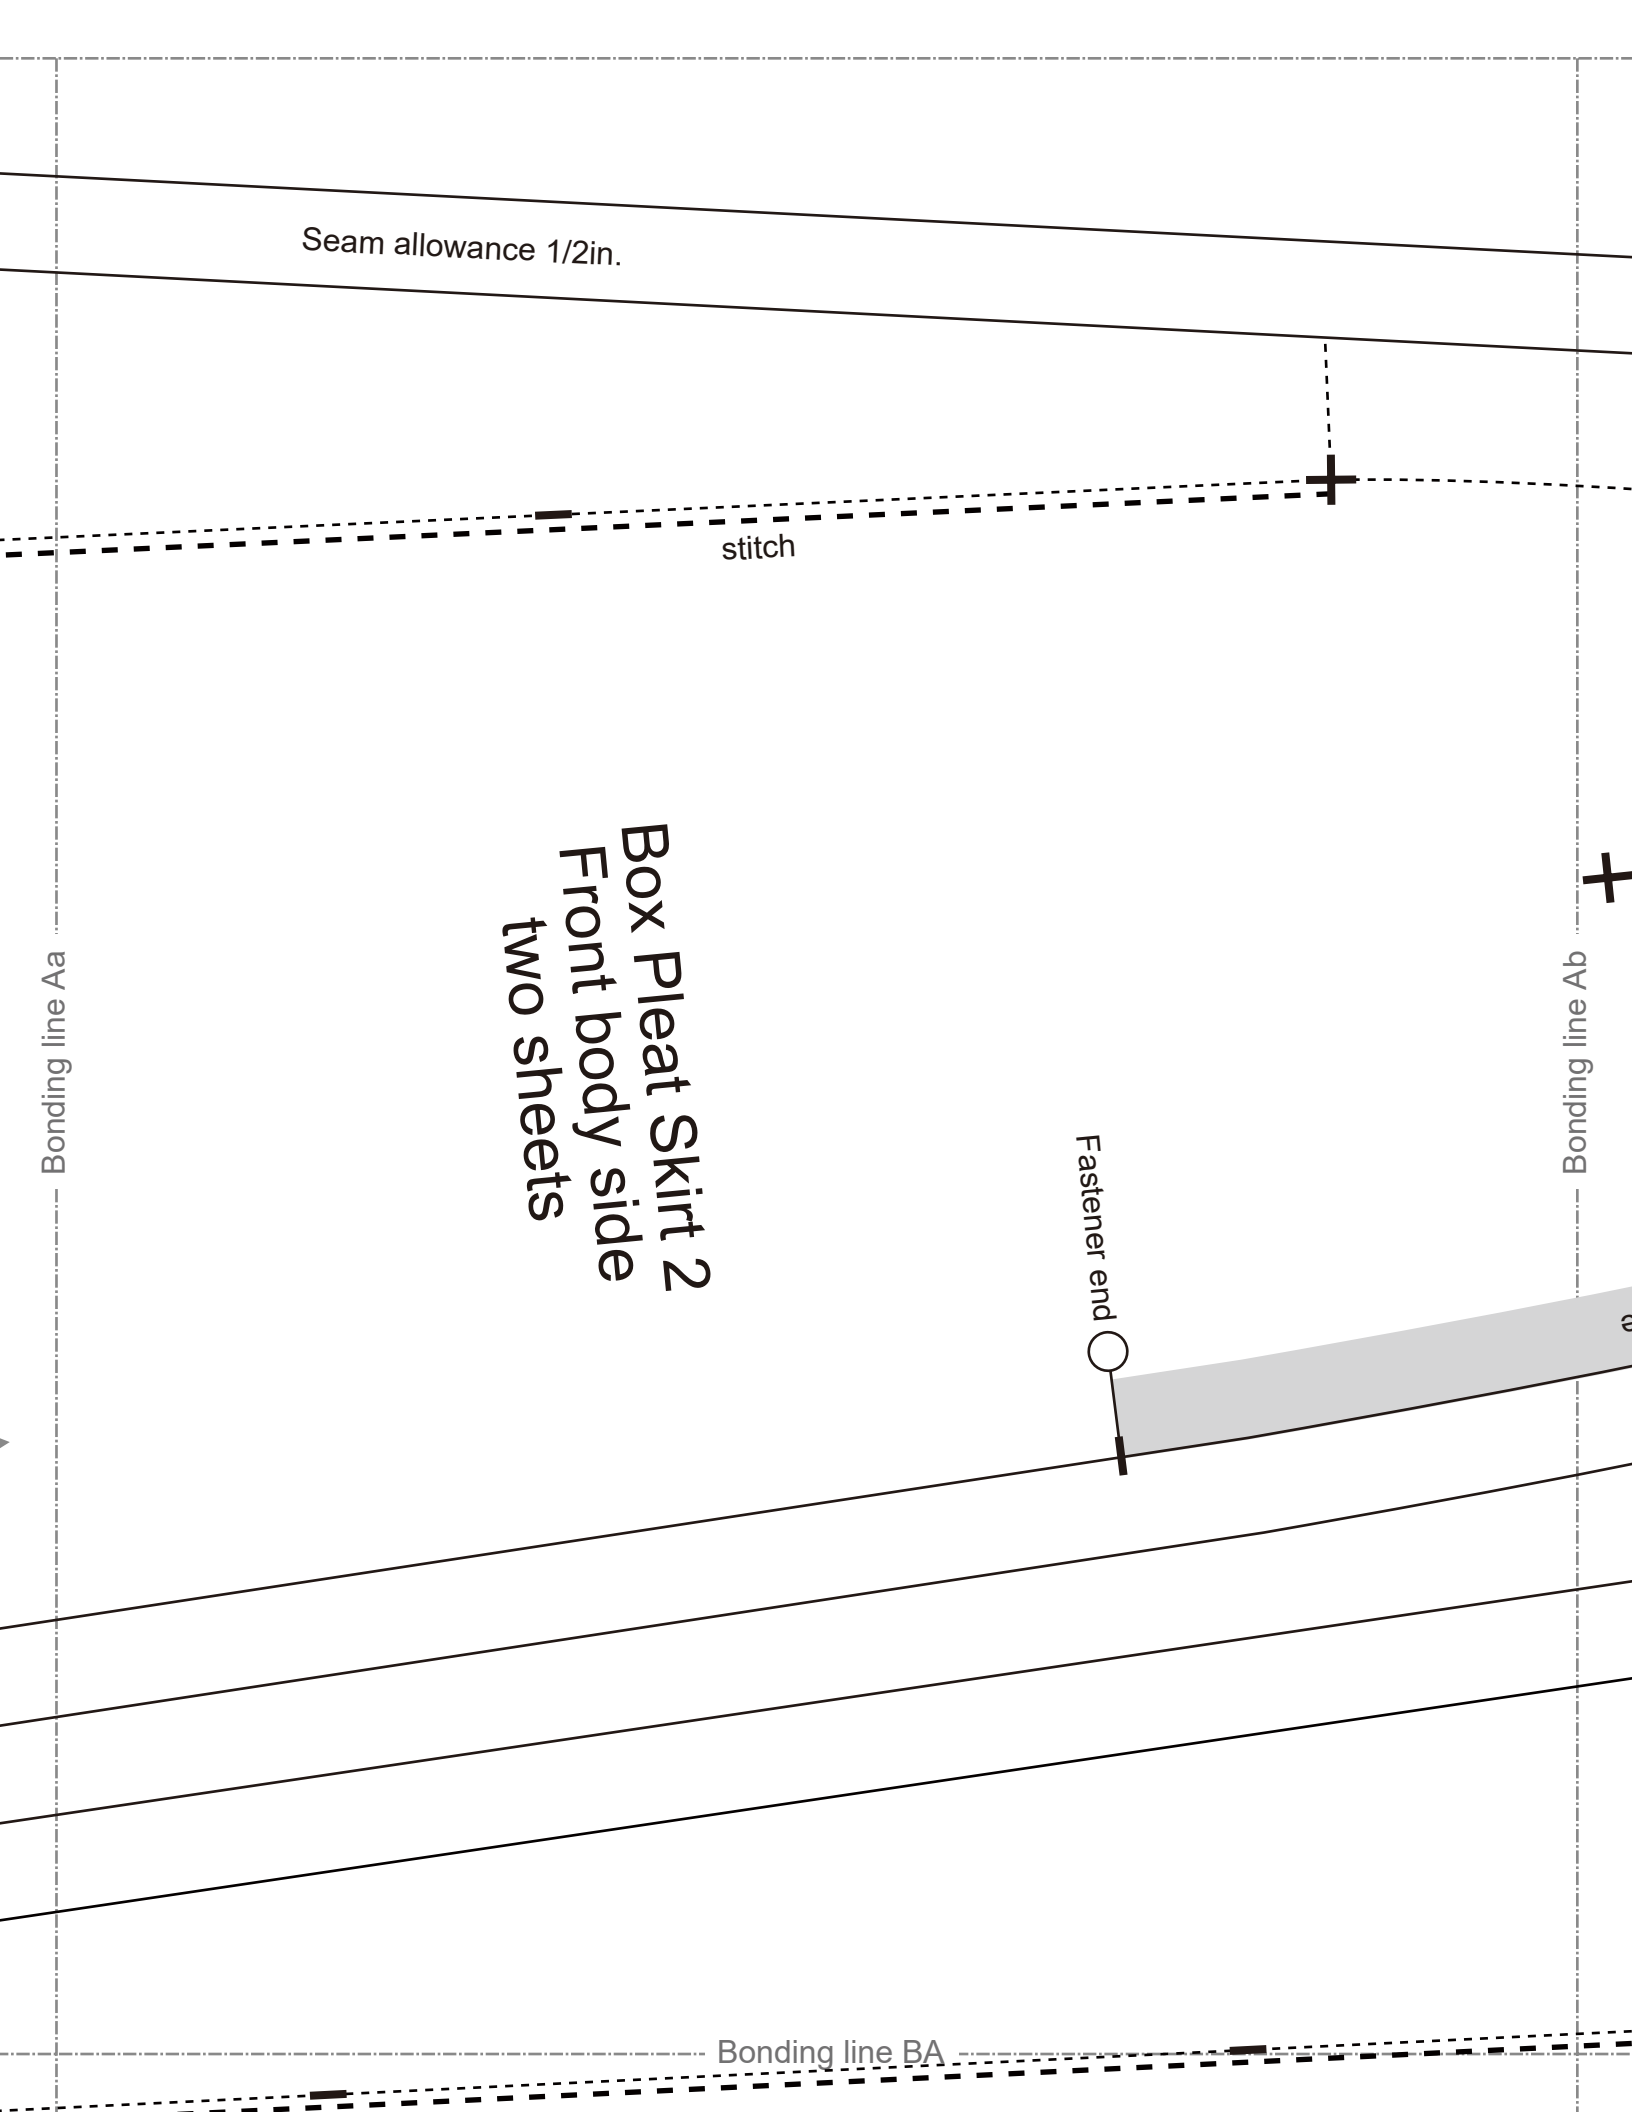 Seam allowance 1/2in.
stitch
Box Pleat Skirt 2
Front body side
two sheets
Bonding line Aa
Bonding line Ab
Fastener end
Bonding line BA